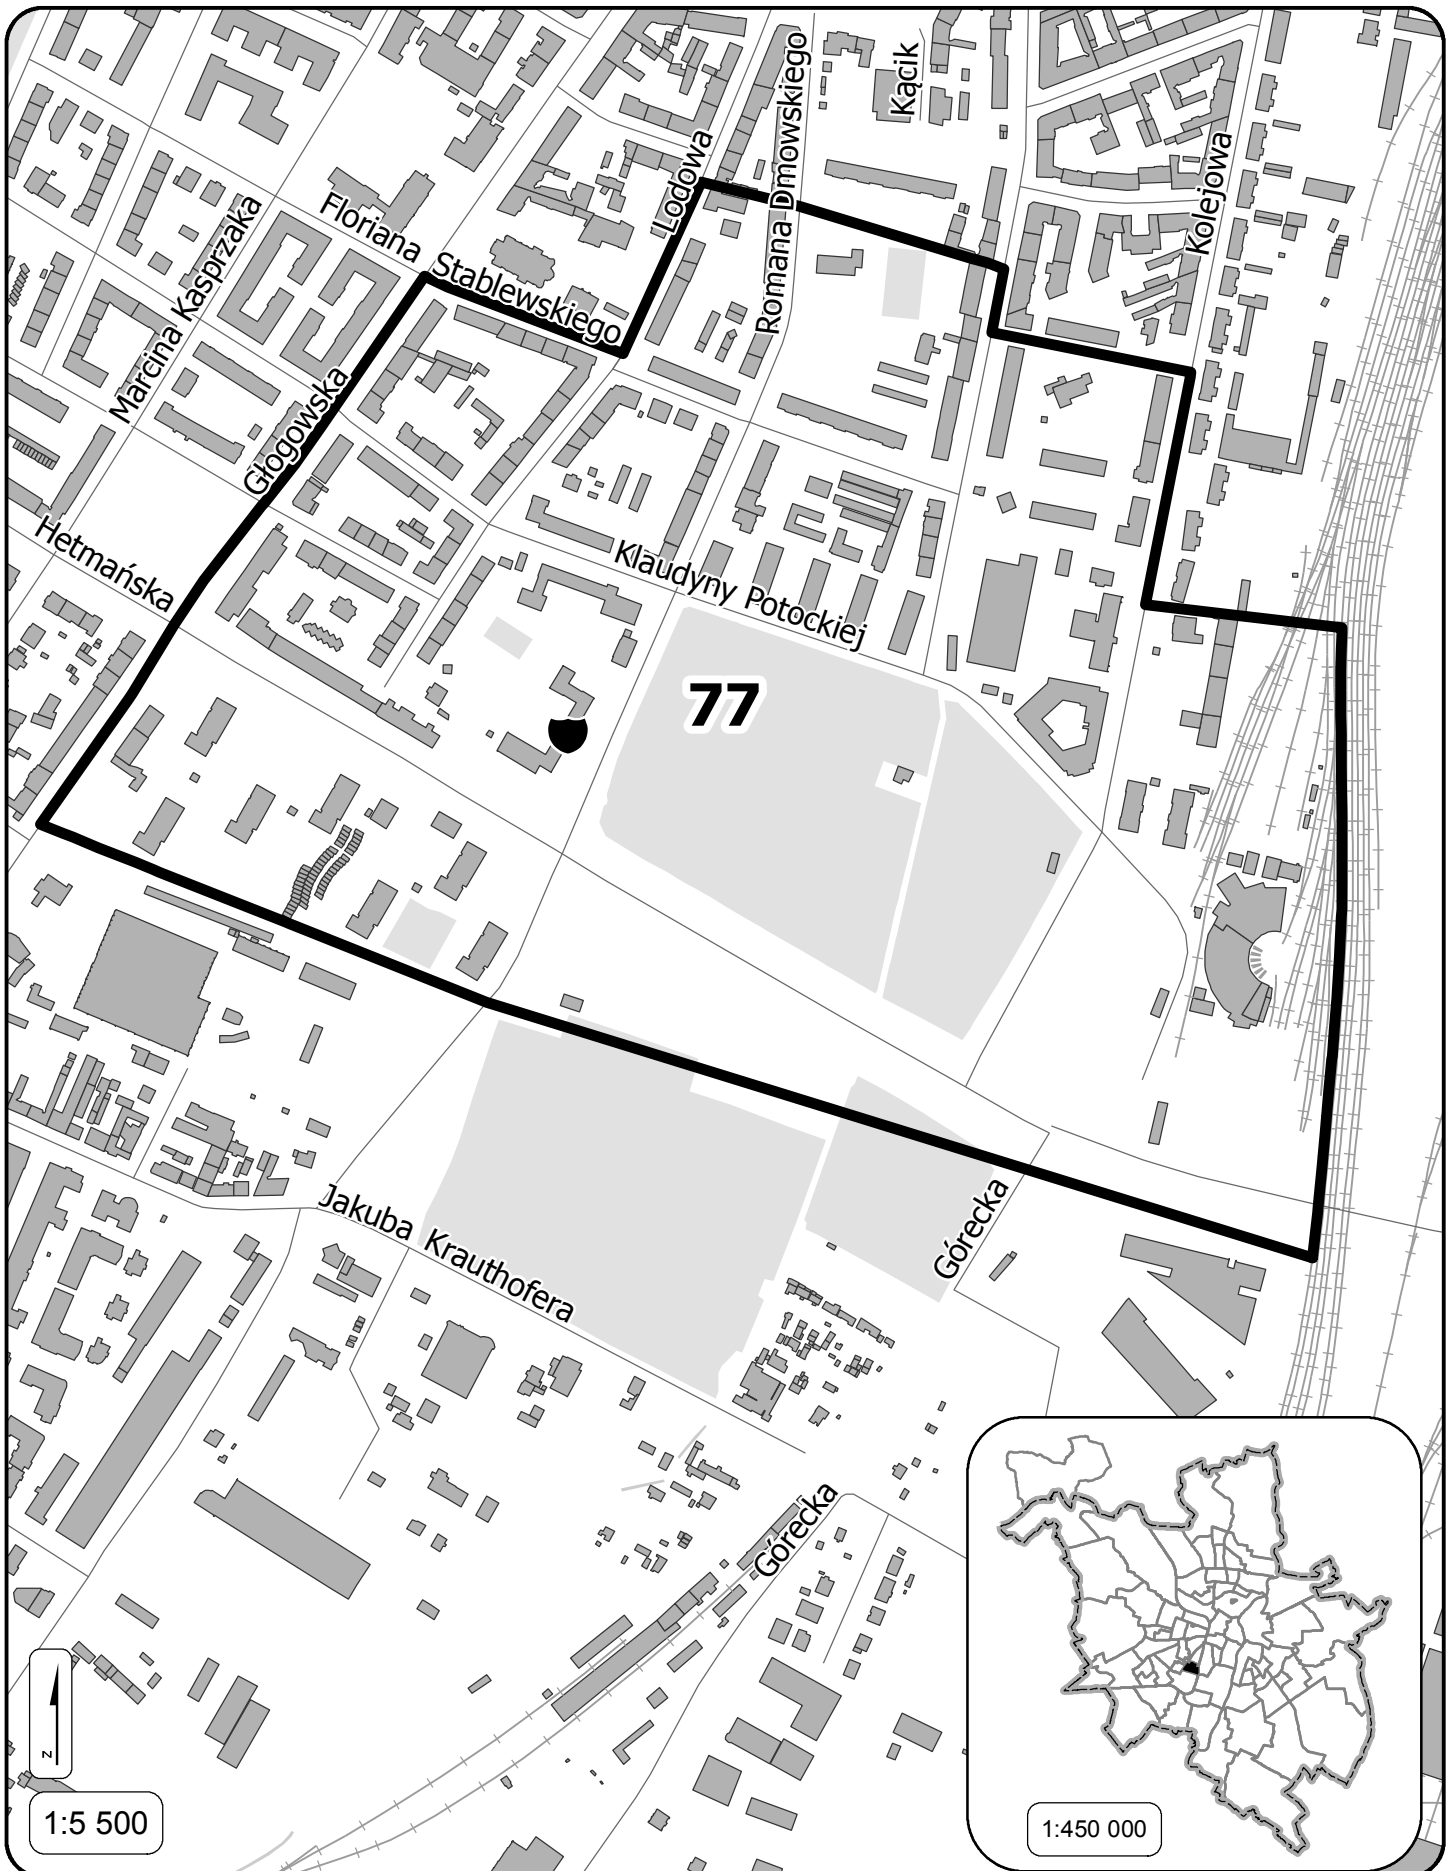 Kącik
Romana Dmowskiego
Lodowa
Kolejowa
Floriana Stablewskiego
Marcina Kasprzaka
Głogowska
Hetmańska
Klaudyny Potockiej
77
Jakuba Krauthofera
Górecka
Górecka
z
1:5 500
1:450 000